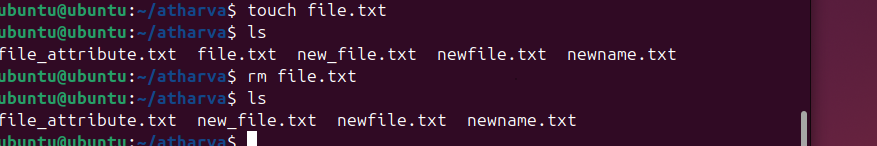 ubuntu@ubuntu:~/atharva$ touch file.txt
ubuntu@ubuntu:~/atharva$ ls
file_attribute.txt  file.txt  new_file.txt  newfile.txt  newname.txt
ubuntu@ubuntu:~/atharva$ rm file.txt
ubuntu@ubuntu:~/atharva$ ls
file_attribute.txt  new_file.txt  newfile.txt  newname.txt
ubuntu@ubuntu:~/atharva$